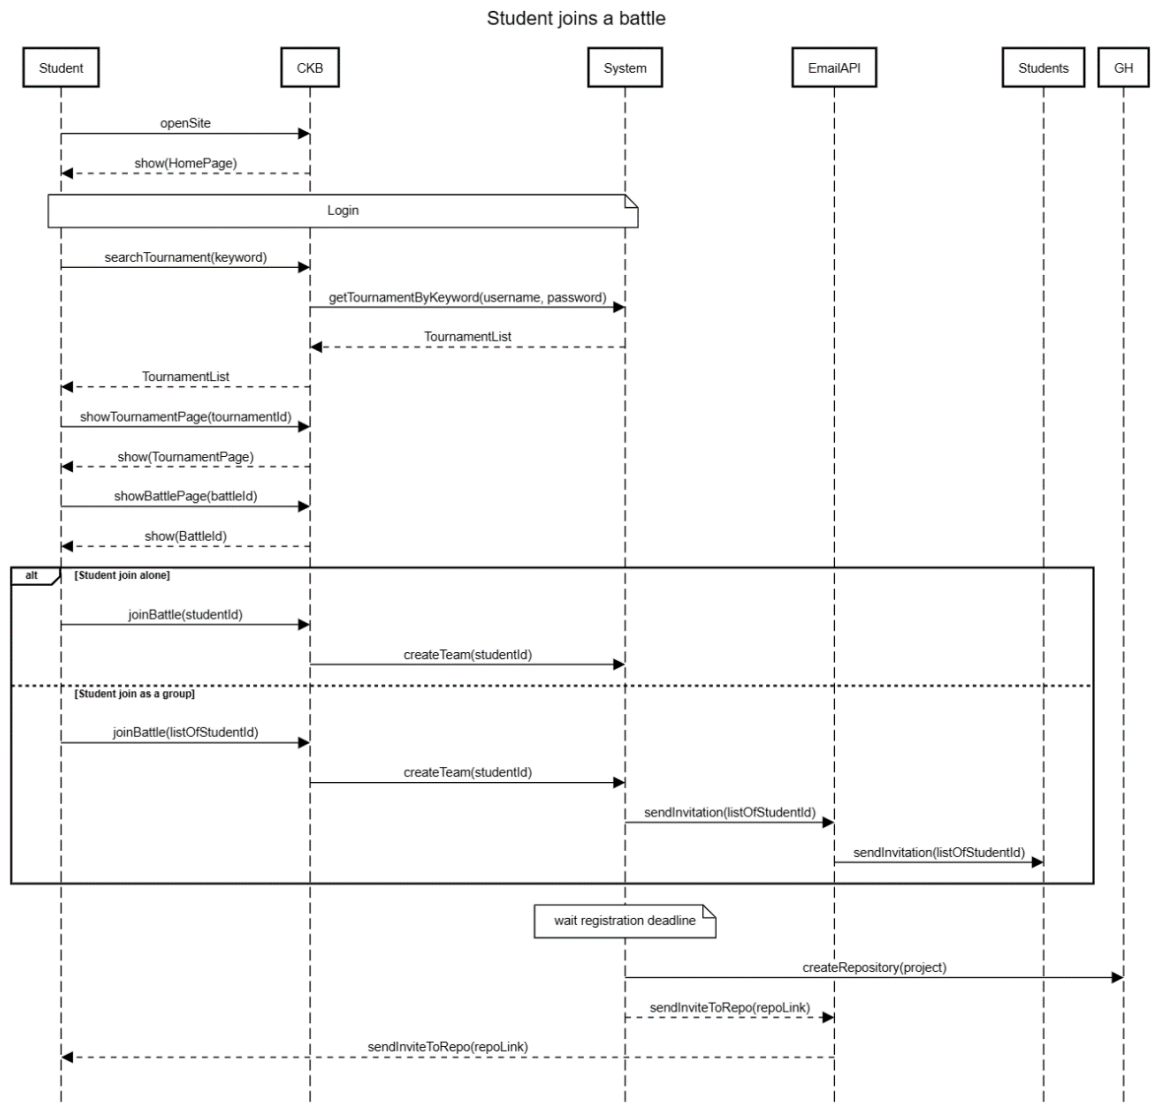 Student joins a battle
Student
CKB
System
EmailAPI
Students
GH
openSite
show(HomePage)
Login
searchTournament(keyword)
getTournamentByKeyword(username, password)
TournamentList
TournamentList
showTournamentPage(tournamentId)
show(TournamentPage)
showBattlePage(battleId)
show(BattleId)
alt
[Student join alone]
joinBattle(studentId)
createTeam(studentId)
[Student join as a group]
joinBattle(listOfStudentId)
createTeam(studentId)
sendInvitation(listOfStudentId)
sendInvitation(listOfStudentId)
wait registration deadline
createRepository(project)
sendInviteToRepo(repoLink)
sendInviteToRepo(repoLink)